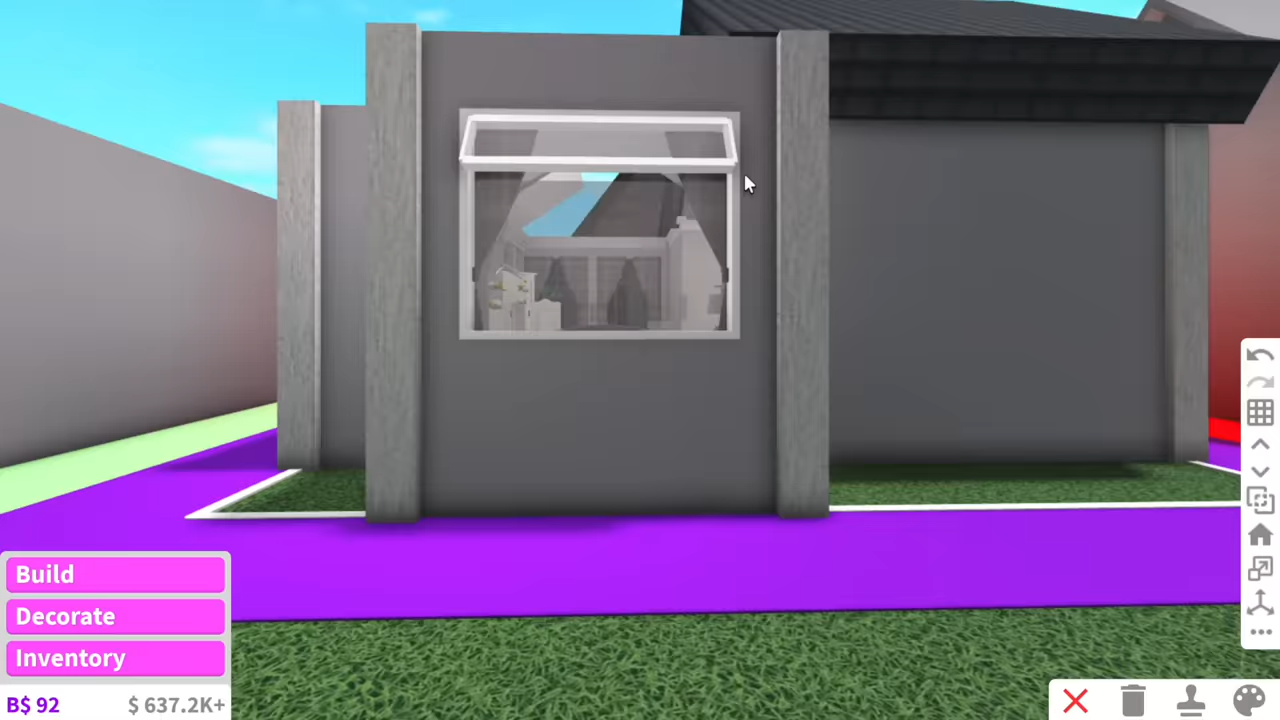 Build
Decorate
Inventory
B$ 92 $ 637.2K+